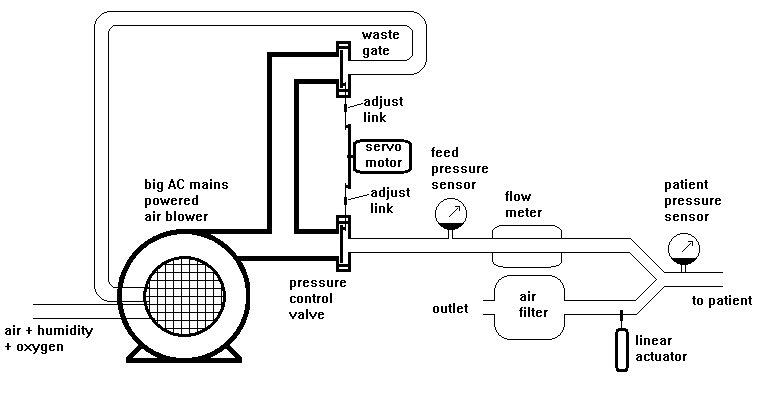 waste
gate
adjust
link
servo
motor
adjust
link
feed
pressure
sensor
flow
meter
patient
pressure
sensor
big AC mains
powered
air blower
pressure
control
valve
outlet
air
filter
to patient
air + humidity
+ oxygen
linear
actuator